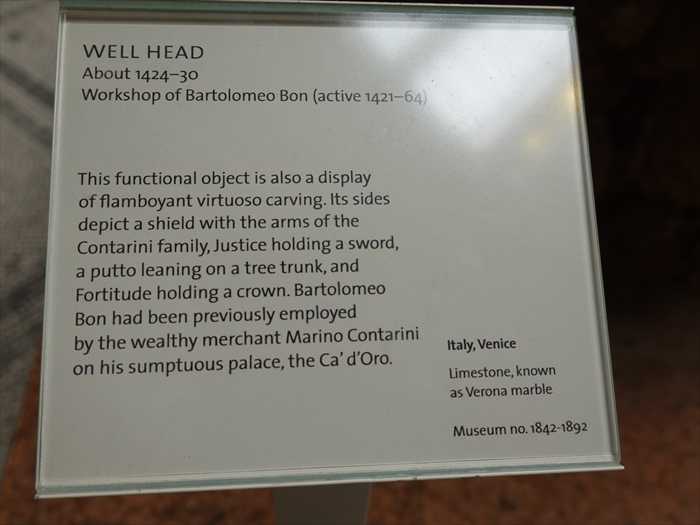 WELL HEAD
About 1424–30
Workshop of Bartolomeo Bon (active 1421–64)
This functional object is also a display
of flamboyant virtuoso carving. Its sides
depict a shield with the arms of the
Contarini family, Justice holding a sword,
a putto leaning on a tree trunk, and
Fortitude holding a crown. Bartolomeo
Bon had been previously employed
by the wealthy merchant Marino Contarini
on his sumptuous palace, the Ca’ d’Oro.
Italy, Venice
Limestone, known
as Verona marble
Museum no. 1842-1892